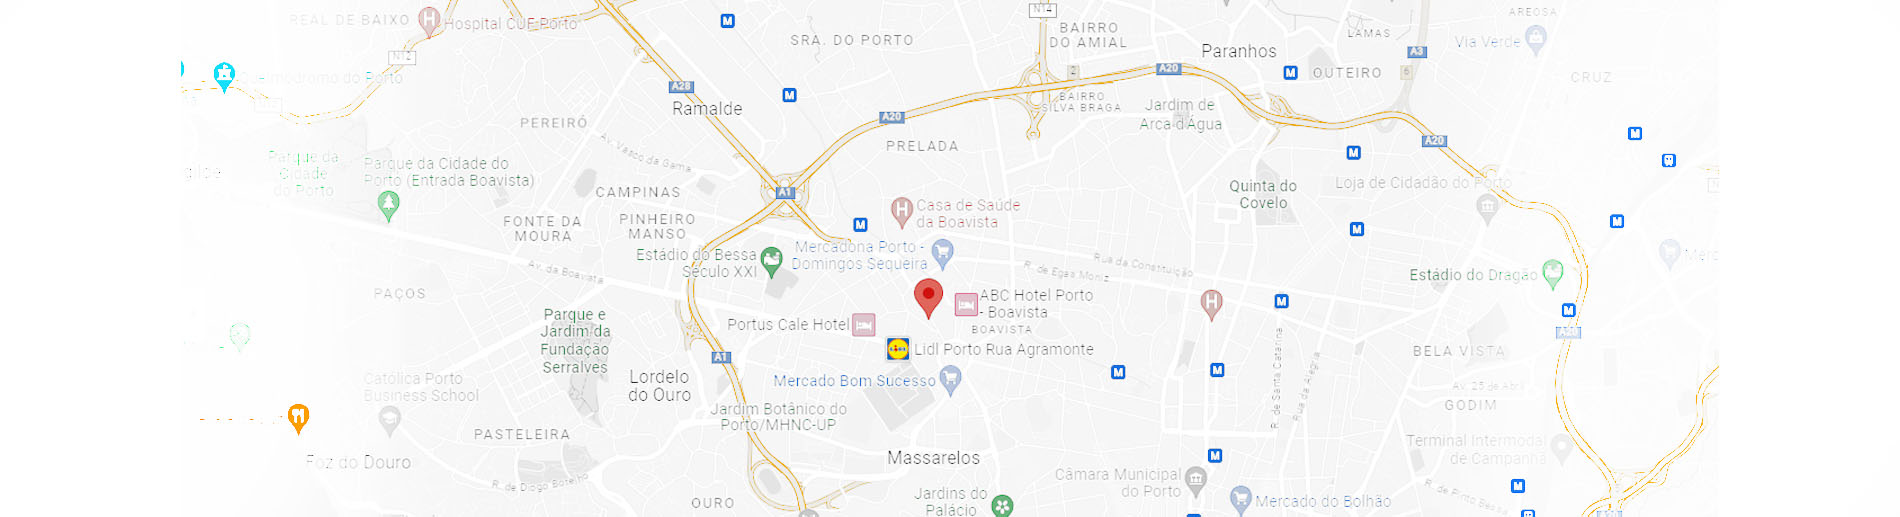 REAL DE BAIXO
Hospital CUF Porto
N12
N14
AREOSA
BAIRRO
DO AMIAL
SRA. DO PORTO
LAMAS
Via Verde
A3
Paranhos
A20
2
OUTEIRO
6
CRUZ
do Porto
A28
Ramalde
BAIRRO
SILVA BRAGA
Jardim de
Arca d'Água
A20
PEREIRÓ
Av. Vasco da Gama
PRELADA
A20
Parque da
Cidade
do Porto
Parque da Cidade do
Porto (Entrada Boavista)
CAMPINAS
A1
Quinta do
Covelo
Loja de Cidadão do Porto
FONTE DA
MOURA
PINHEIRO
MANSO
Casa de Saúde
da Boavista
Estádio do Bessa
Século XXI
Mercadona Porto -
Domingos Sequeira
Rua da Constituição
R. de Egas Moniz
Av. da Boavista
Estádio do Dragão
Merc
PAÇOS
ABC Hotel Porto
- Boavista
BOAVISTA
Portus Cale Hotel
Parque e
Jardim da
Fundação
Serralves
Lidl Porto Rua Agramonte
A1
BELA VISTA
R. de Santa Catarina
Rua da Alegria
Mercado Bom Sucesso
Lordelo
do Ouro
Católica Porto
Business School
Av. 25 de Abril
GODIM
Jardim Botânico do
Porto/MHNC-UP
PASTELEIRA
Foz do Douro
Massarelos
Terminal Intermodal
de Campanhã
R. de Diogo Botelho
Câmara Municipal
do Porto
R. de Pinto Bessa
OURO
Jardins do
Palácio
Mercado do Bolhão